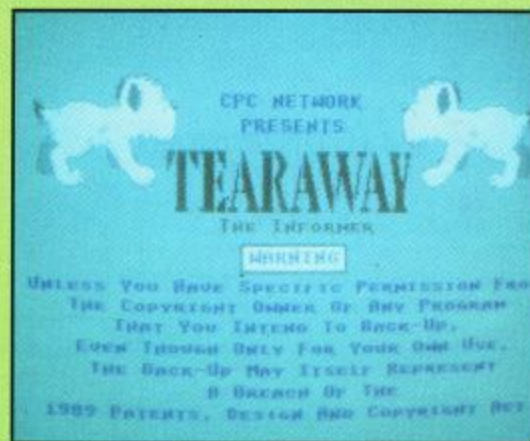 CPC NETWORK
PRESENTS
TEARAWAY
THE INFORMER
WARNING
UNLESS YOU HAVE SPECIFIC PERMISSION FRO
THE COPYRIGHT OWNER OF ANY PROGRAM
THAT YOU INTEND TO BACK-UP,
EVEN THOUGH ONLY FOR YOUR OWN USE,
THE BACK-UP MAY ITSELF REPRESENT
A BREACH OF THE
1989 PATENTS, DESIGN AND COPYRIGHT ACT